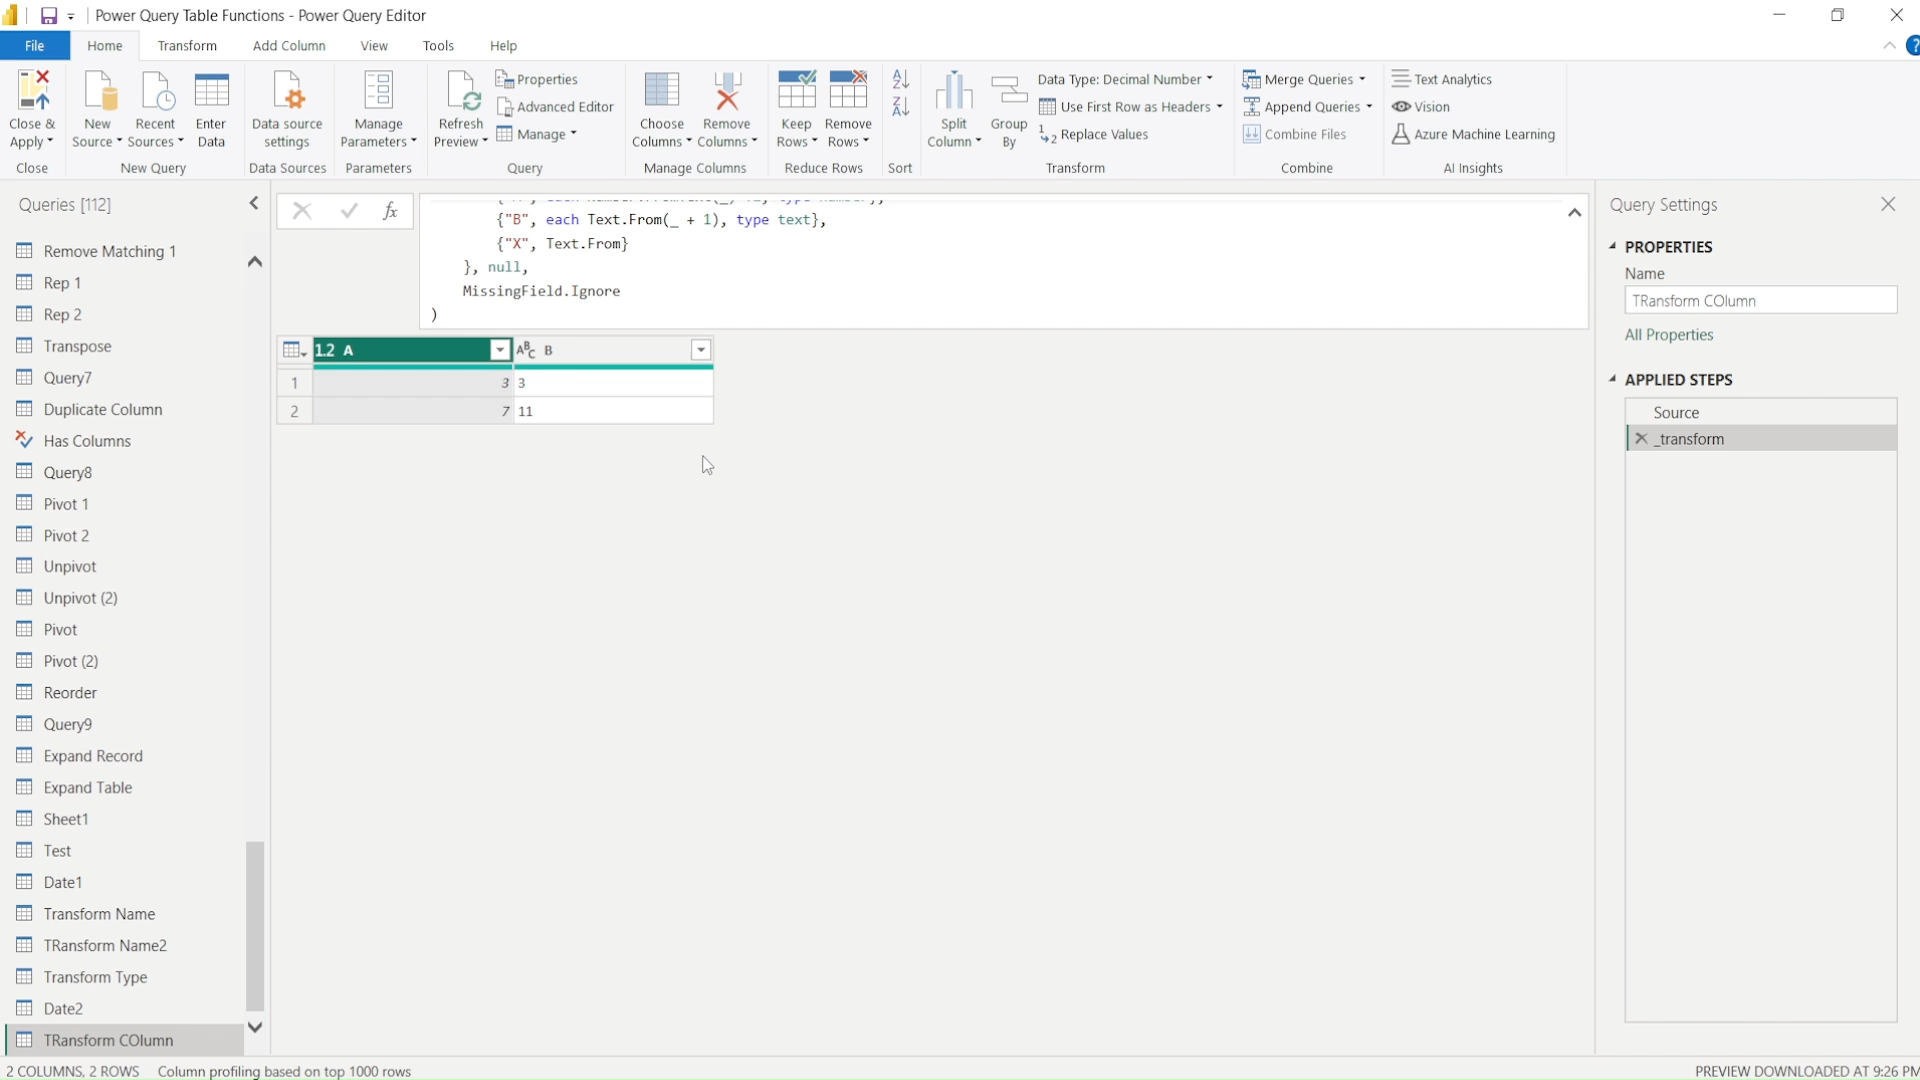 Power Query Table Functions - Power Query Editor
File Home Transform Add Column View Tools Help
Close & Apply
New Source
Recent Sources
Enter Data
Data source settings
Manage Parameters
Refresh Preview
Properties
Advanced Editor
Manage
Choose Columns
Remove Columns
Keep Rows
Remove Rows
Split Column
Group By
Data Type: Decimal Number
Use First Row as Headers
Replace Values
Merge Queries
Append Queries
Combine Files
Text Analytics
Vision
Azure Machine Learning
Close New Query Data Sources Parameters Query Manage Columns Reduce Rows Sort Transform Combine AI Insights
Queries [112]
Remove Matching 1
Rep 1
Rep 2
Transpose
Query7
Duplicate Column
Has Columns
Query8
Pivot 1
Pivot 2
Unpivot
Unpivot (2)
Pivot
Pivot (2)
Reorder
Query9
Expand Record
Expand Table
Sheet1
Test
Date1
Transform Name
TRansform Name2
Transform Type
Date2
TRansform COlumn
fx
{"B", each Text.From(_ + 1), type text},
{"X", Text.From}
}, null,
MissingField.Ignore
)
1.2 A ABC B
1 3 3
2 7 11
Query Settings
PROPERTIES
Name
TRansform COlumn
All Properties
APPLIED STEPS
Source
_transform
2 COLUMNS, 2 ROWS Column profiling based on top 1000 rows
PREVIEW DOWNLOADED AT 9:26 PM